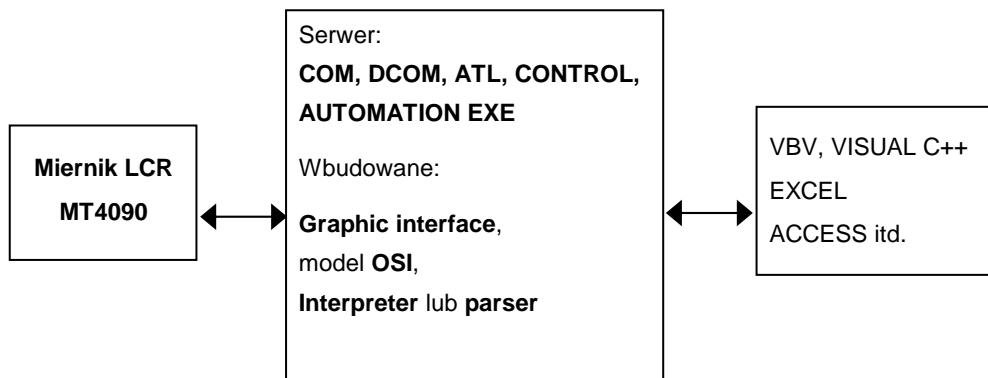 Miernik LCR
MT4090
Serwer:
COM, DCOM, ATL, CONTROL,
AUTOMATION EXE
Wbudowane:
Graphic interface,
model OSI,
Interpreter lub parser
VBV, VISUAL C++
EXCEL
ACCESS itd.